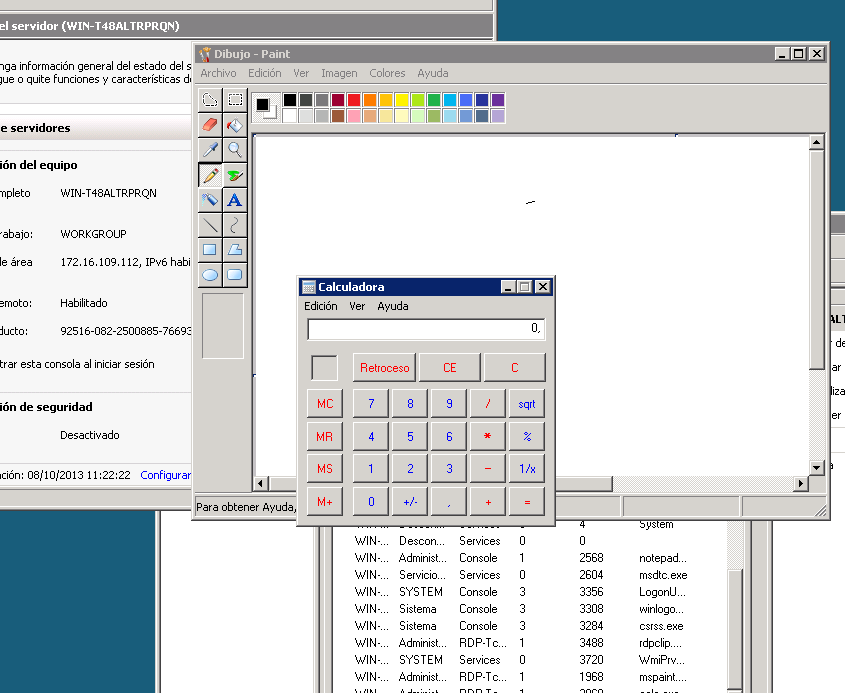 el servidor (WIN-T48ALTRPRQN)
nga información general del estado del s
gue o quite funciones y características de
e servidores
ión del equipo
mpleto WIN-T48ALTRPRQN
rabajo: WORKGROUP
de área 172.16.109.112, IPv6 habi
emoto: Habilitado
ducto: 92516-082-2500885-76693
trar esta consola al iniciar sesión
ión de seguridad
Desactivado
ación: 08/10/2013 11:22:22 Configurar
Dibujo - Paint
Archivo Edición Ver Imagen Colores Ayuda
A
Para obtener Ayuda,
Calculadora
Edición Ver Ayuda
0,
Retroceso CE C
MC 7 8 9 / sqrt
MR 4 5 6 * %
MS 1 2 3 - 1/x
M+ 0 +/- , + =
ALT
r de
ar
liza
er
a
4 System
WIN-... Descon... Services 0 0
WIN-... Administ... Console 1 2568 notepad...
WIN-... Servicio... Services 0 2604 msdtc.exe
WIN-... SYSTEM Console 3 3356 LogonU...
WIN-... Sistema Console 3 3308 winlogo...
WIN-... Sistema Console 3 3284 csrss.exe
WIN-... Administ... RDP-Tc... 1 3488 rdpclip....
WIN-... SYSTEM Services 0 3720 WmiPrv...
WIN-... Administ... RDP-Tc... 1 1968 mspaint....